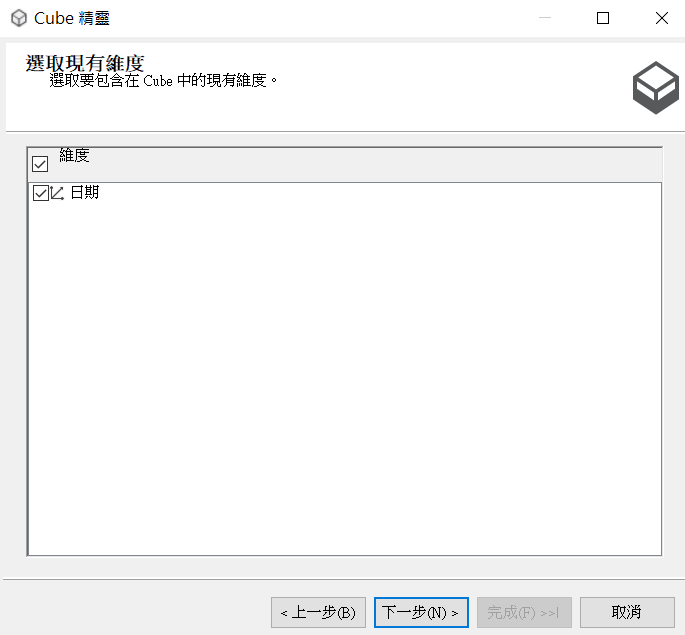 Cube 精靈
選取現有維度
選取要包含在 Cube 中的現有維度。
維度
日期
< 上一步(B)
下一步(N) >
完成(F) >>|
取消